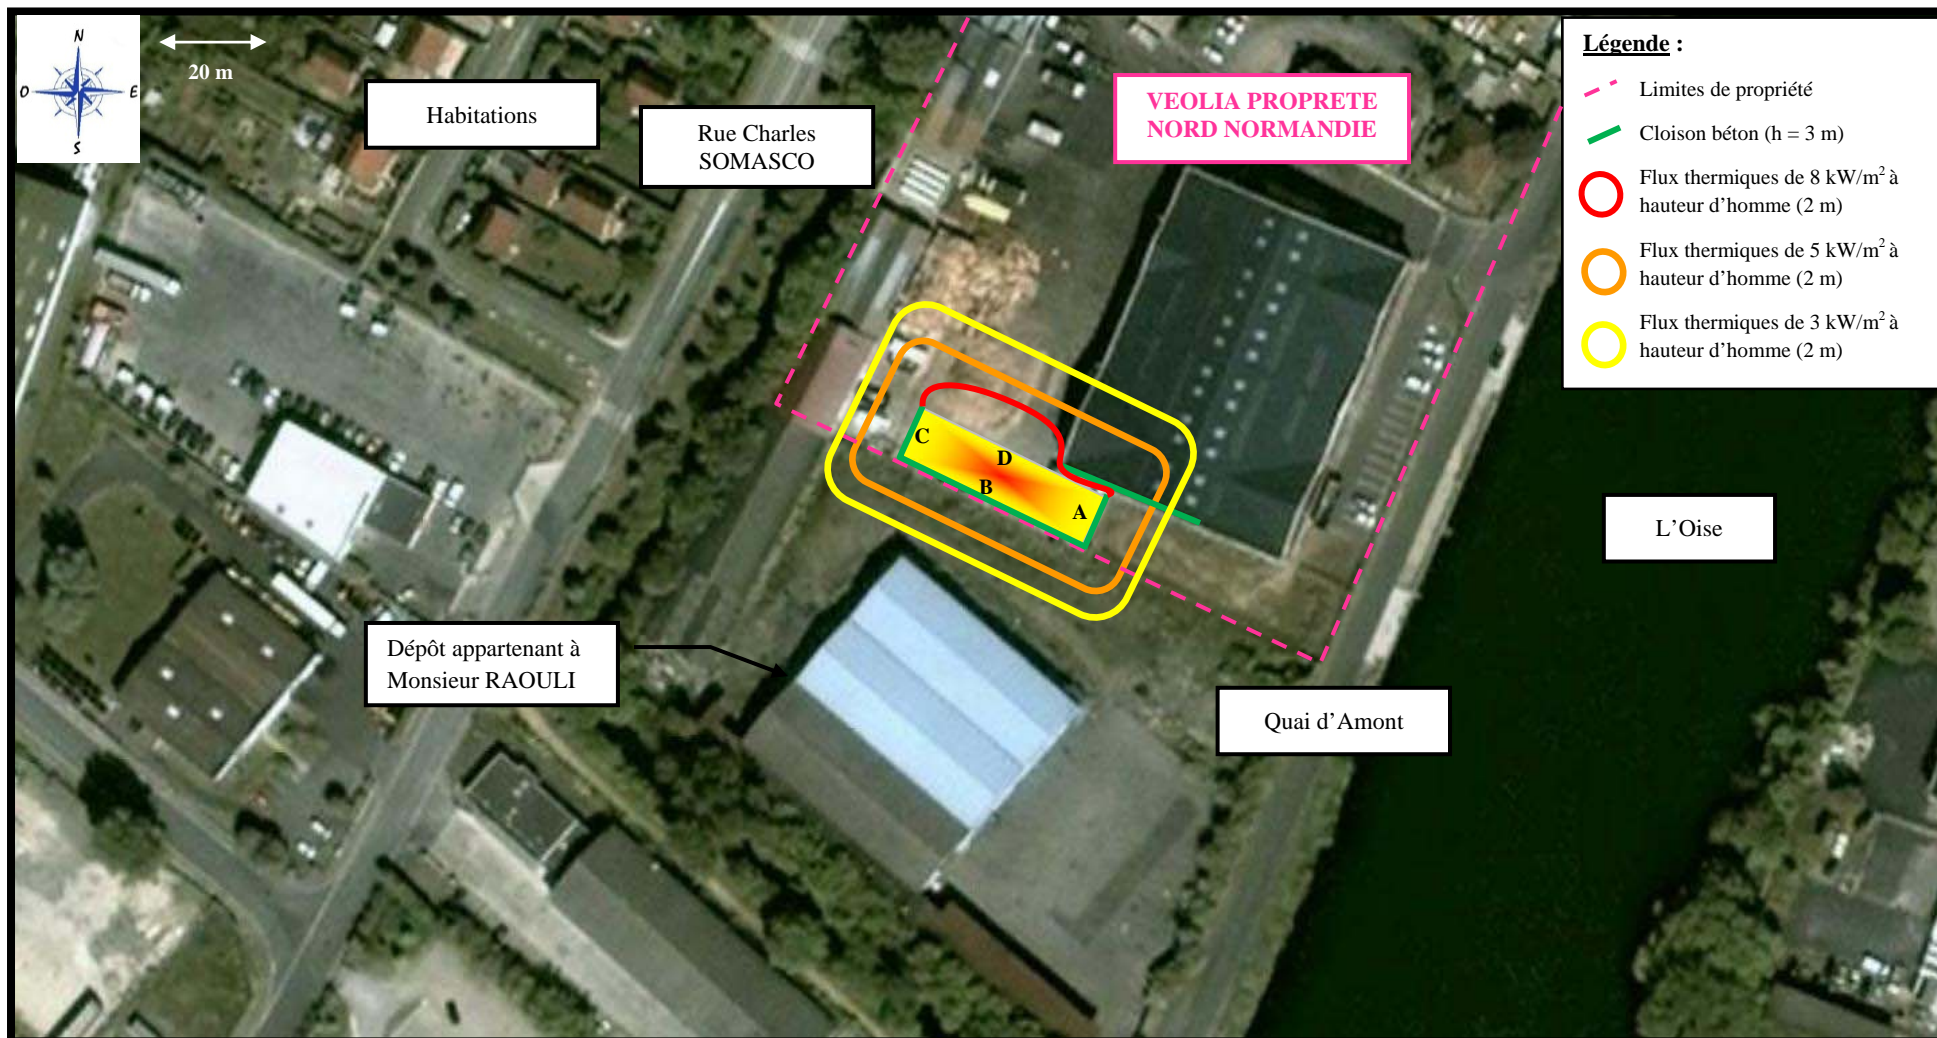 N
O
E
S
20 m
Habitations
Rue Charles
SOMASCO
VEOLIA PROPRETE
NORD NORMANDIE
Légende :
Limites de propriété
Cloison béton (h = 3 m)
Flux thermiques de 8 kW/m² à
hauteur d’homme (2 m)
Flux thermiques de 5 kW/m² à
hauteur d’homme (2 m)
Flux thermiques de 3 kW/m² à
hauteur d’homme (2 m)
C
D
B
A
L’Oise
Dépôt appartenant à
Monsieur RAOULI
Quai d’Amont